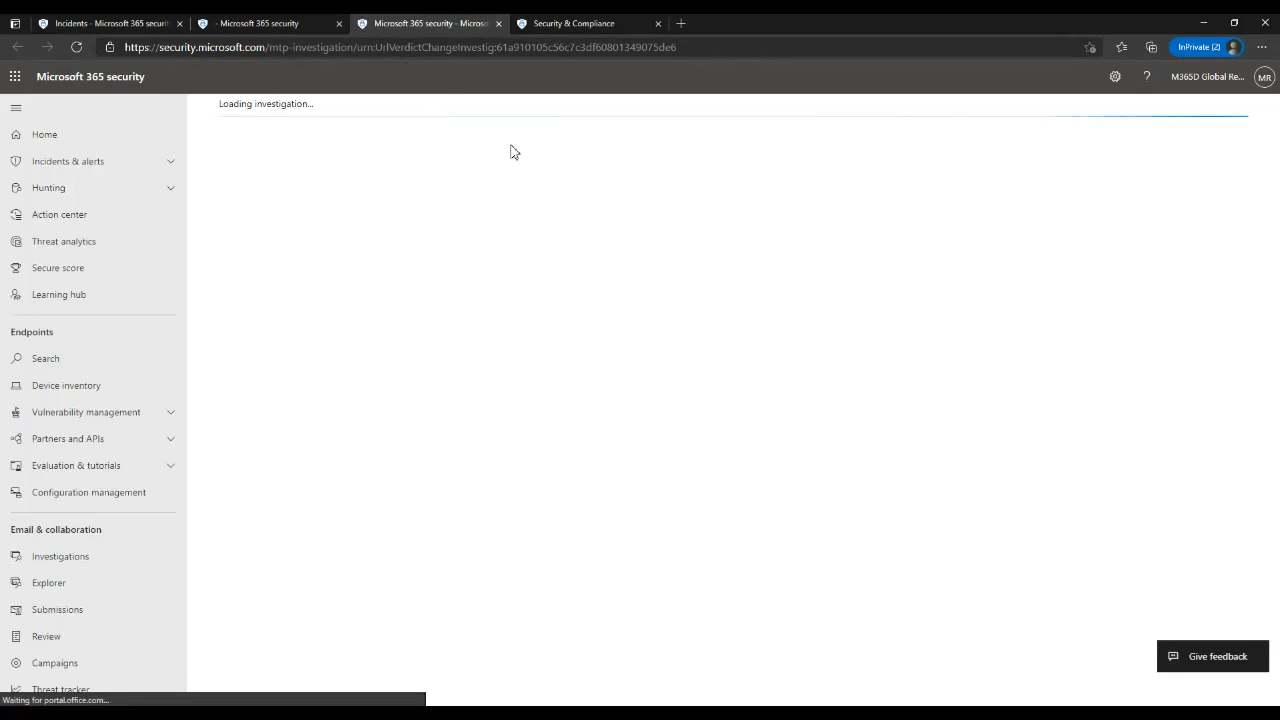 Incidents - Microsoft 365 securit
- Microsoft 365 security
Microsoft 365 security - Microso
Security & Compliance
https://security.microsoft.com/mtp-investigation/urn:UrlVerdictChangeInvestig:61a910105c56c7c3df60801349075de6
InPrivate (2)
Microsoft 365 security
M365D Global Re...
MR
Loading investigation...
Home
Incidents & alerts
Hunting
Action center
Threat analytics
Secure score
Learning hub
Endpoints
Search
Device inventory
Vulnerability management
Partners and APIs
Evaluation & tutorials
Configuration management
Email & collaboration
Investigations
Explorer
Submissions
Review
Campaigns
Threat tracker
Give feedback
Waiting for portal.office.com...